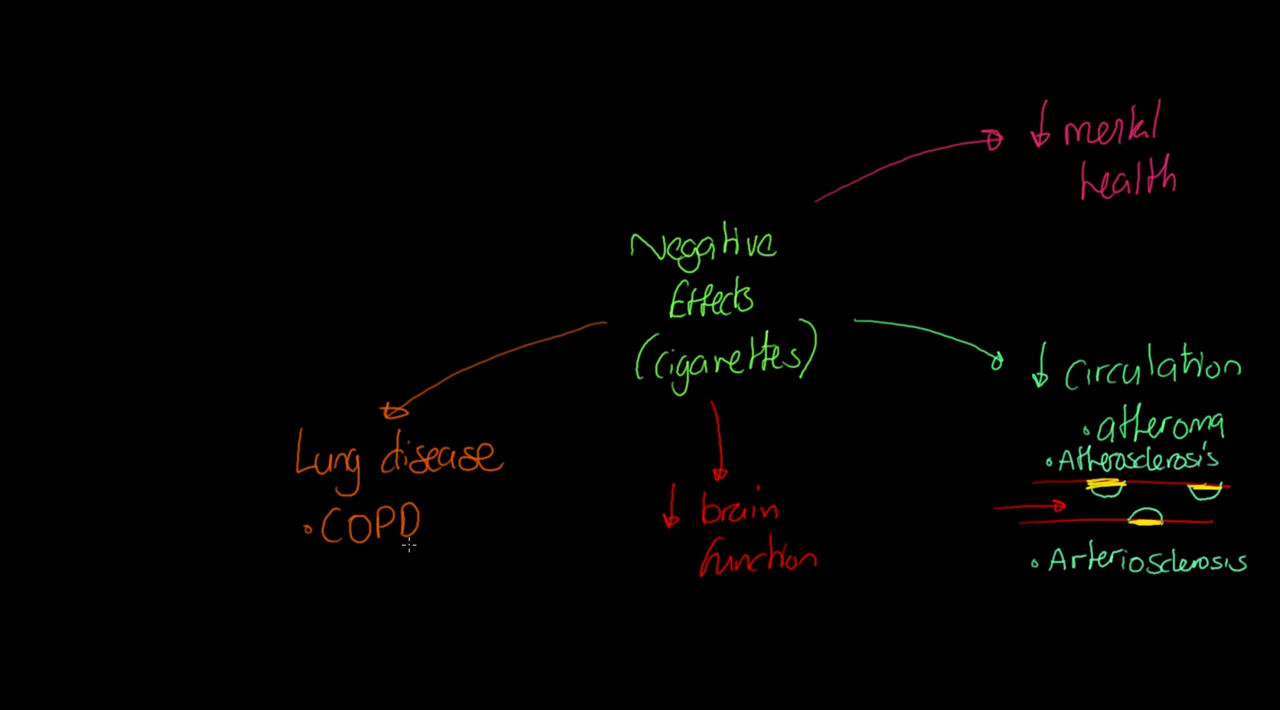 Negative
Effects
(cigarettes)
↓ mental
health
↓ circulation
• atheroma
• Atherosclerosis
• Arteriosclerosis
↓ brain
function
Lung disease
• COPD